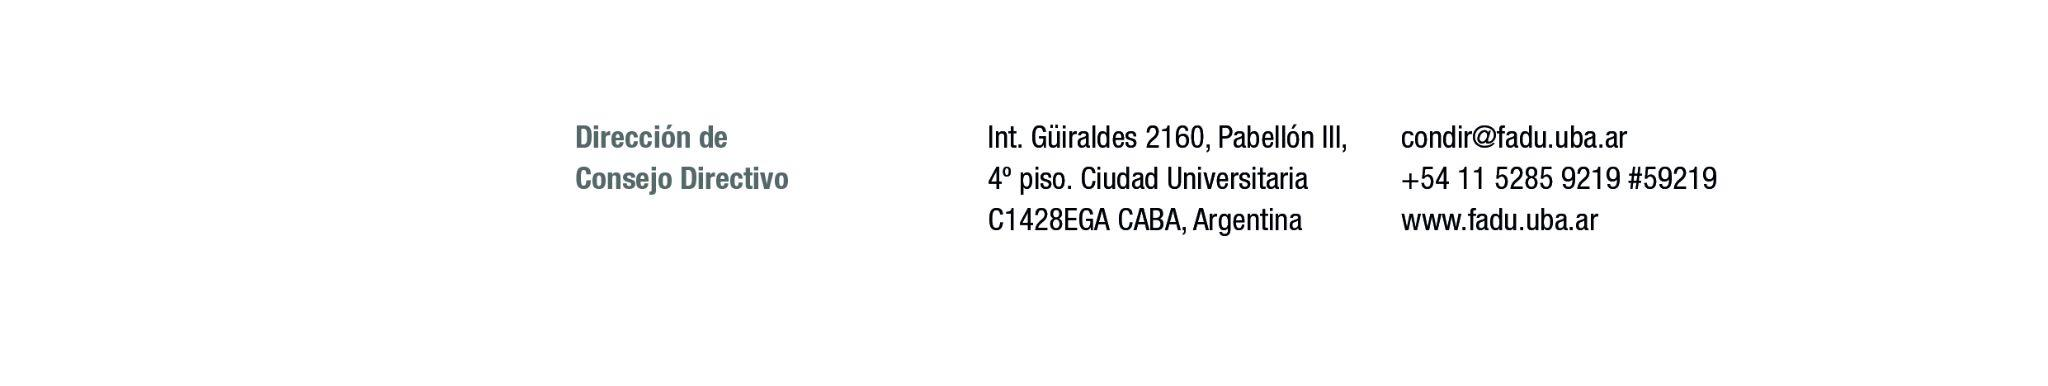 Dirección de
Consejo Directivo
Int. Güiraldes 2160, Pabellón III,
4º piso. Ciudad Universitaria
C1428EGA CABA, Argentina
condir@fadu.uba.ar
+54 11 5285 9219 #59219
www.fadu.uba.ar